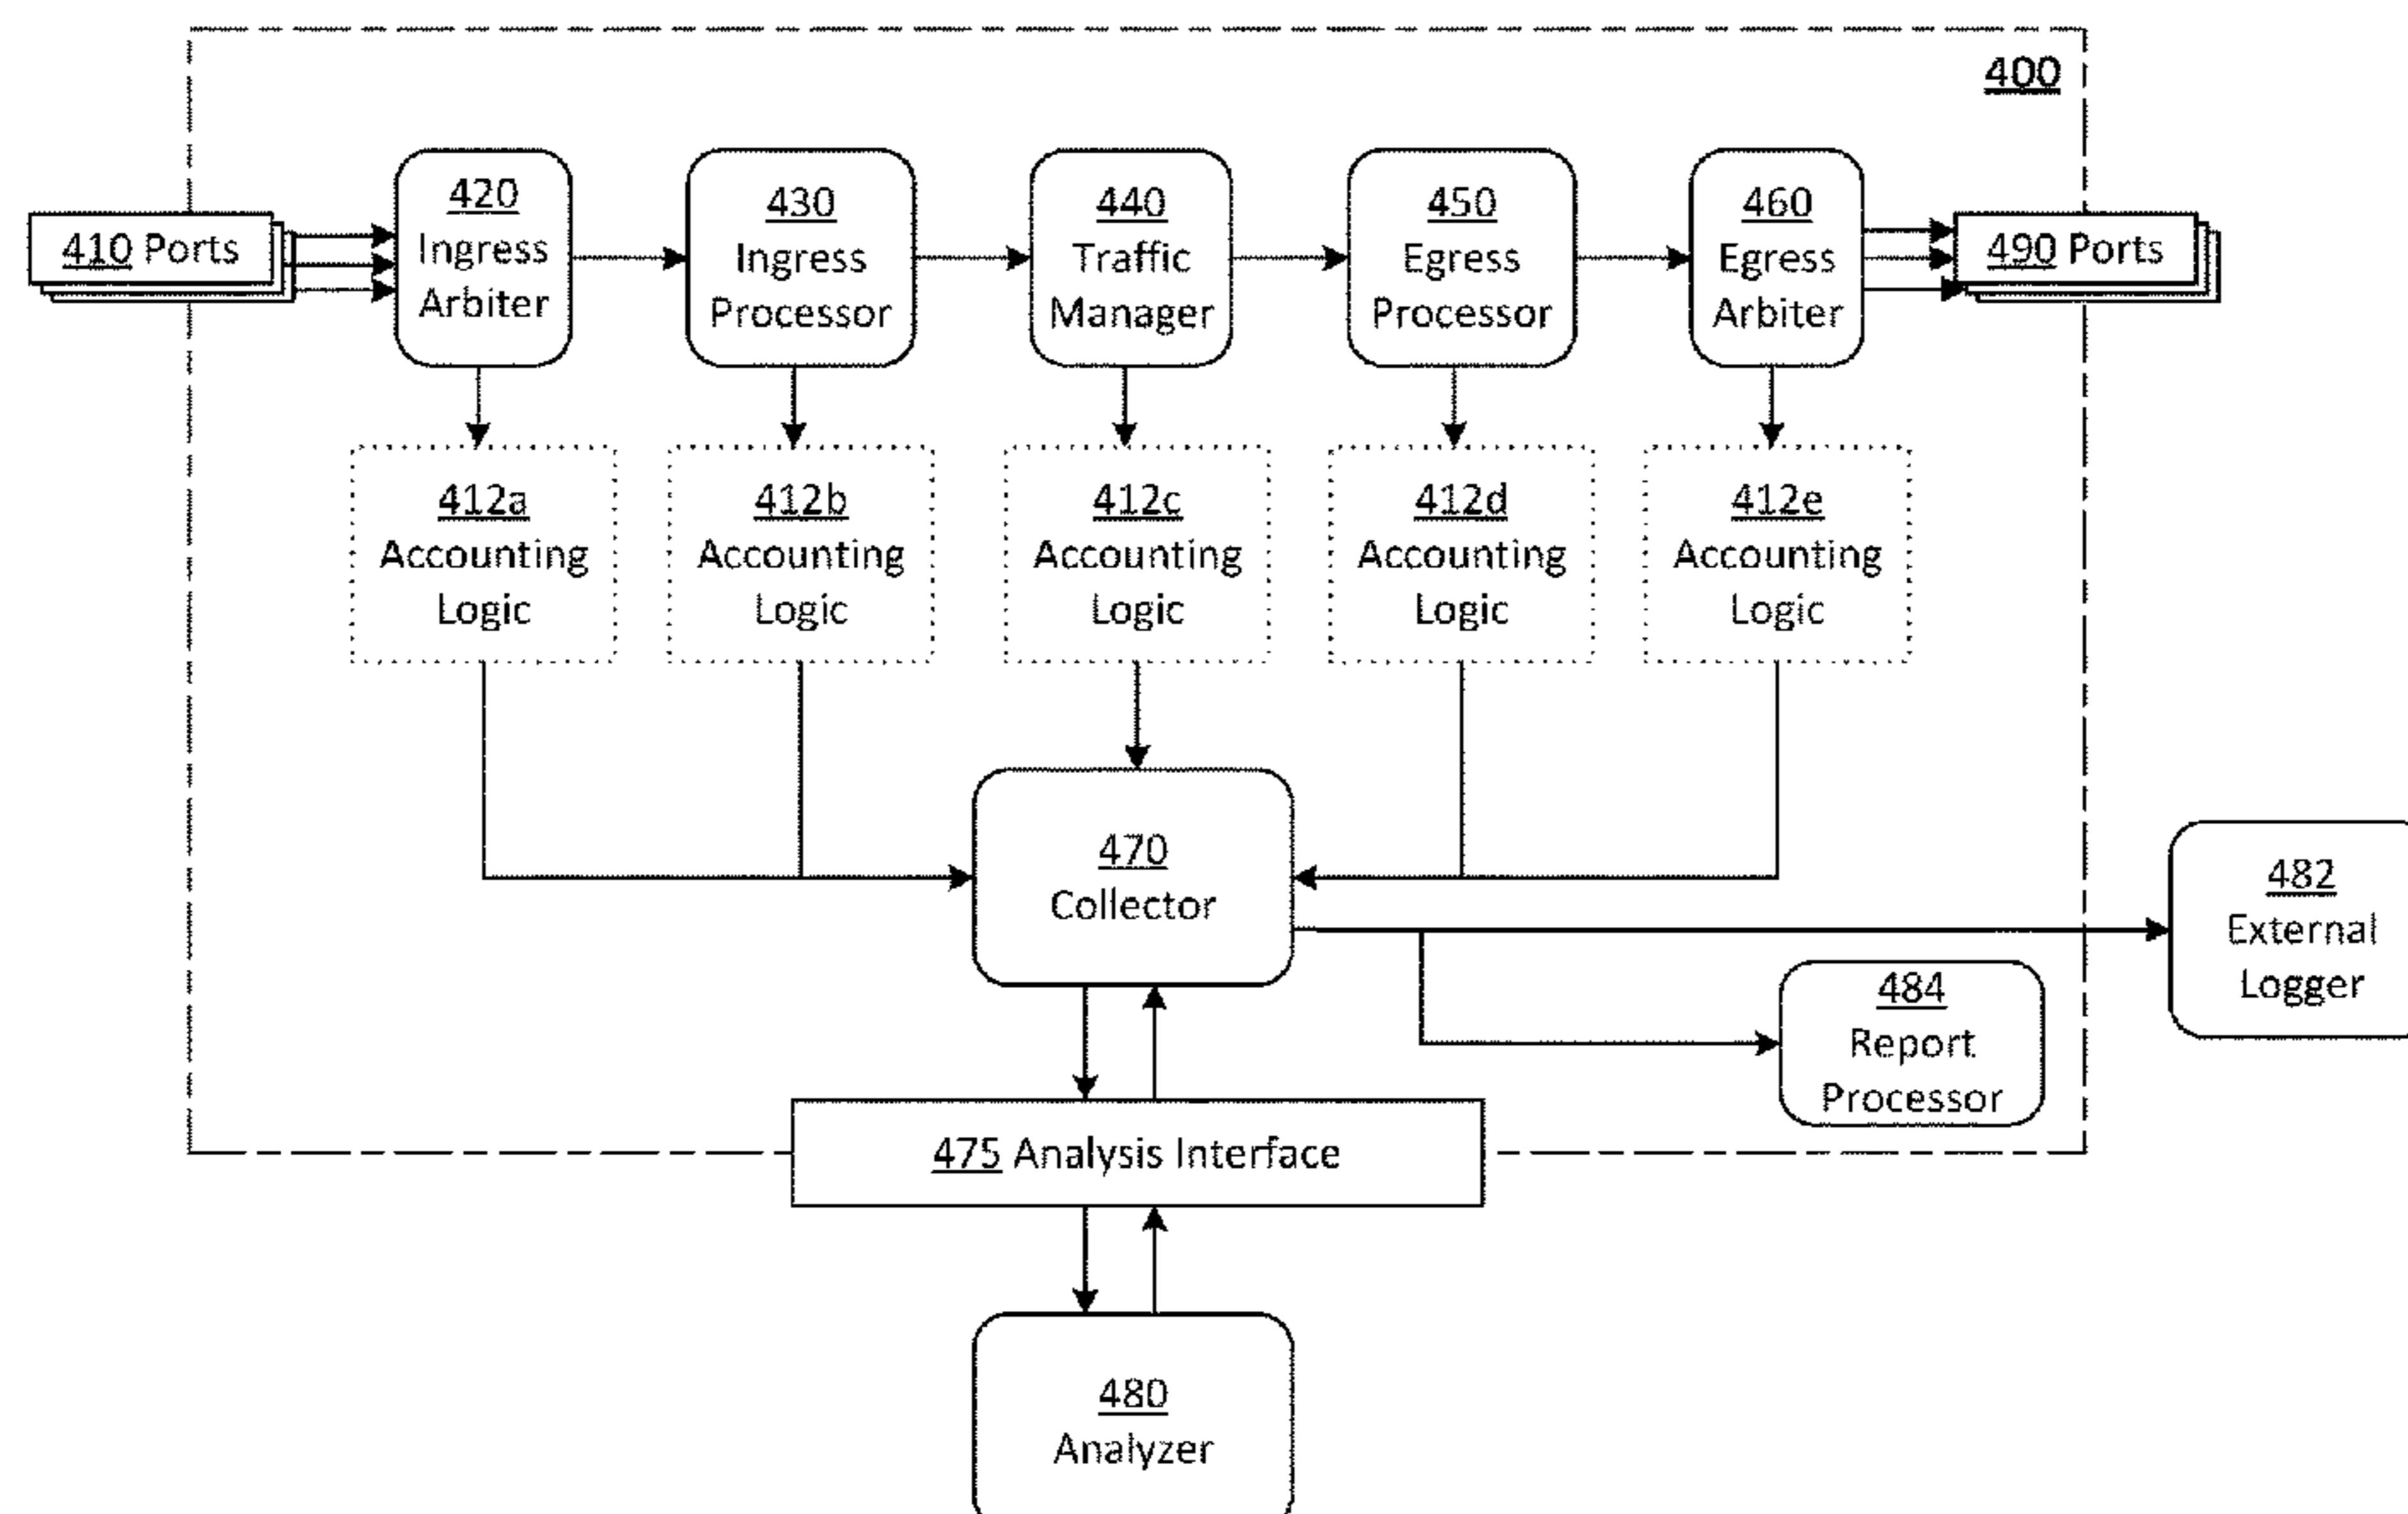 400
410 Ports
420
Ingress
Arbiter
430
Ingress
Processor
440
Traffic
Manager
450
Egress
Processor
460
Egress
Arbiter
490 Ports
412a
Accounting
Logic
412b
Accounting
Logic
412c
Accounting
Logic
412d
Accounting
Logic
412e
Accounting
Logic
470
Collector
482
External
Logger
484
Report
Processor
475 Analysis Interface
480
Analyzer